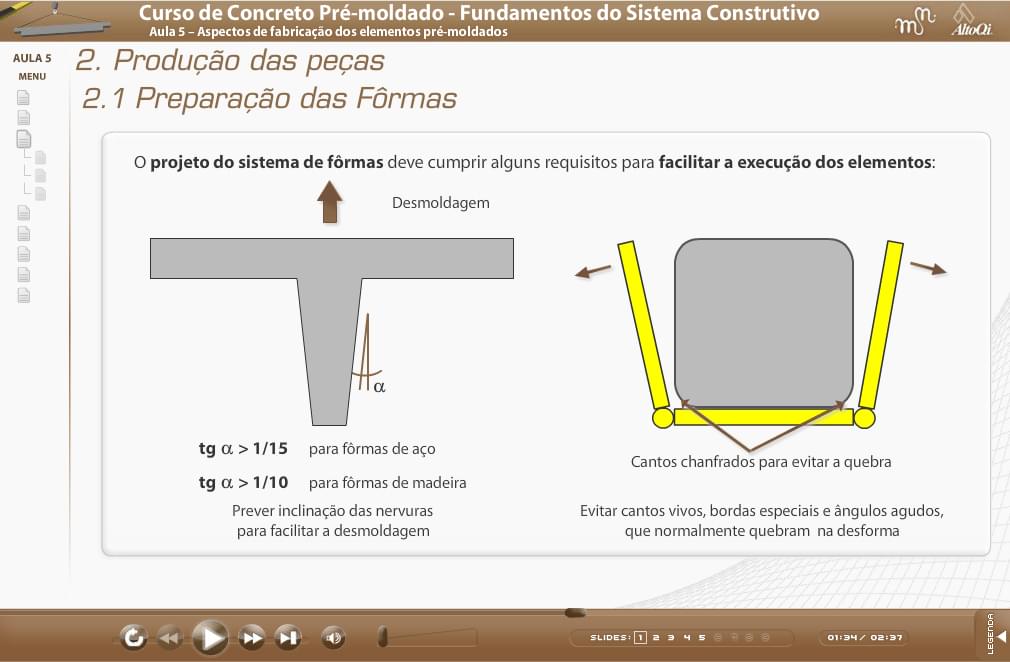 Curso de Concreto Pré-moldado - Fundamentos do Sistema Construtivo
Aula 5 – Aspectos de fabricação dos elementos pré-moldados
AltoQi
AULA 5
MENU
2. Produção das peças
2.1 Preparação das Fôrmas
O projeto do sistema de fôrmas deve cumprir alguns requisitos para facilitar a execução dos elementos:
Desmoldagem
α
tg α > 1/15 para fôrmas de aço
tg α > 1/10 para fôrmas de madeira
Prever inclinação das nervuras
para facilitar a desmoldagem
Cantos chanfrados para evitar a quebra
Evitar cantos vivos, bordas especiais e ângulos agudos,
que normalmente quebram na desforma
SLIDES: 1 2 3 4 5
01:34 / 02:37
LEGENDA